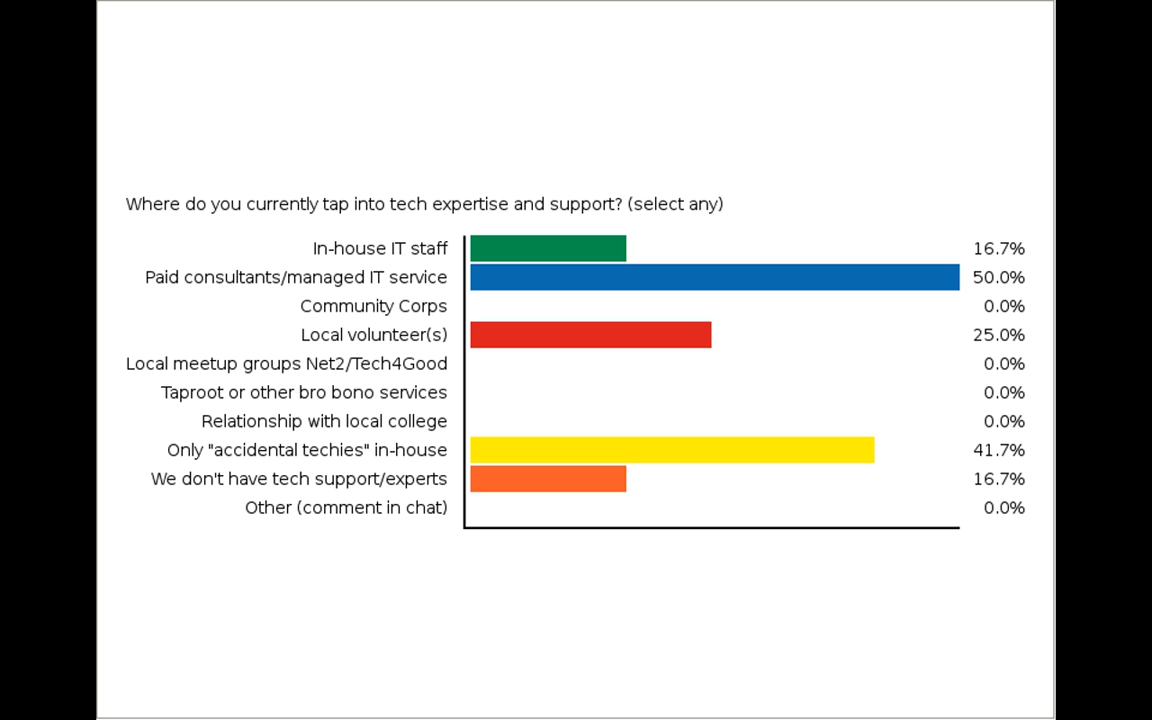 Where do you currently tap into tech expertise and support? (select any)
In-house IT staff 16.7%
Paid consultants/managed IT service 50.0%
Community Corps 0.0%
Local volunteer(s) 25.0%
Local meetup groups Net2/Tech4Good 0.0%
Taproot or other bro bono services 0.0%
Relationship with local college 0.0%
Only "accidental techies" in-house 41.7%
We don't have tech support/experts 16.7%
Other (comment in chat) 0.0%